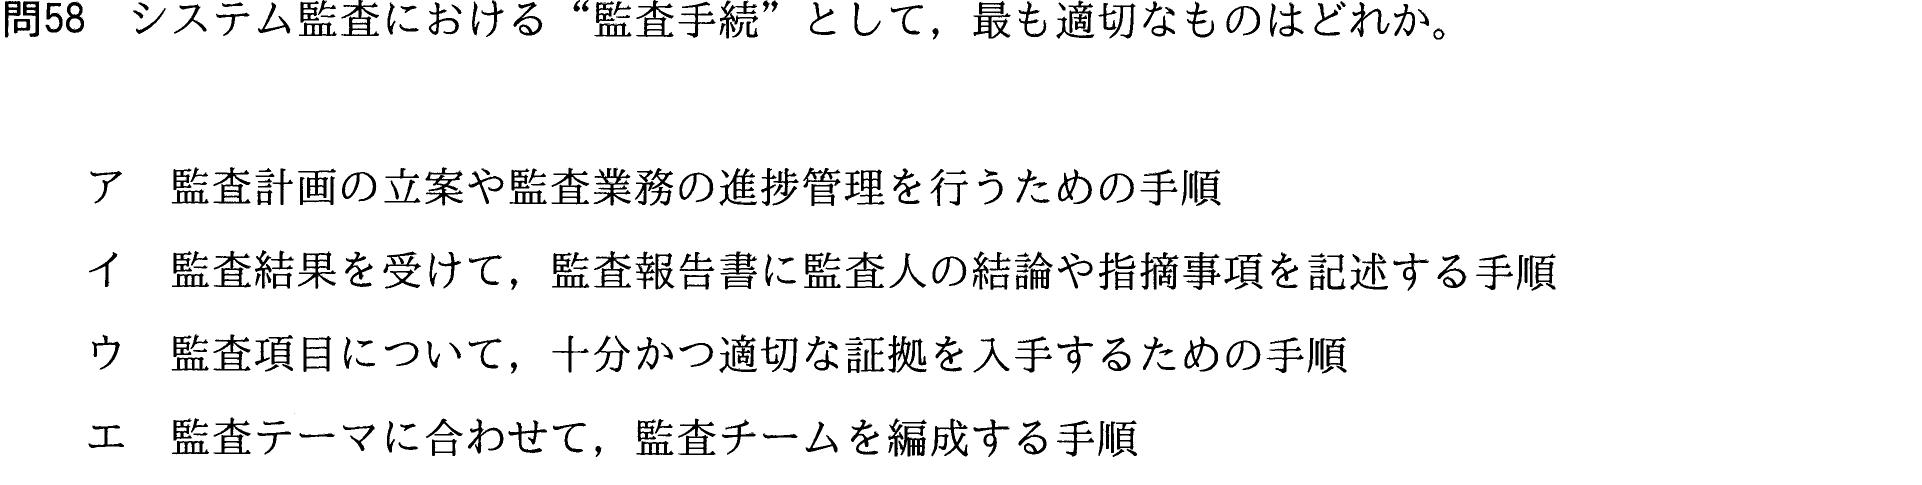 問58　システム監査における“監査手続”として，最も適切なものはどれか。
ア　監査計画の立案や監査業務の進捗管理を行うための手順
イ　監査結果を受けて，監査報告書に監査人の結論や指摘事項を記述する手順
ウ　監査項目について，十分かつ適切な証拠を入手するための手順
エ　監査テーマに合わせて，監査チームを編成する手順